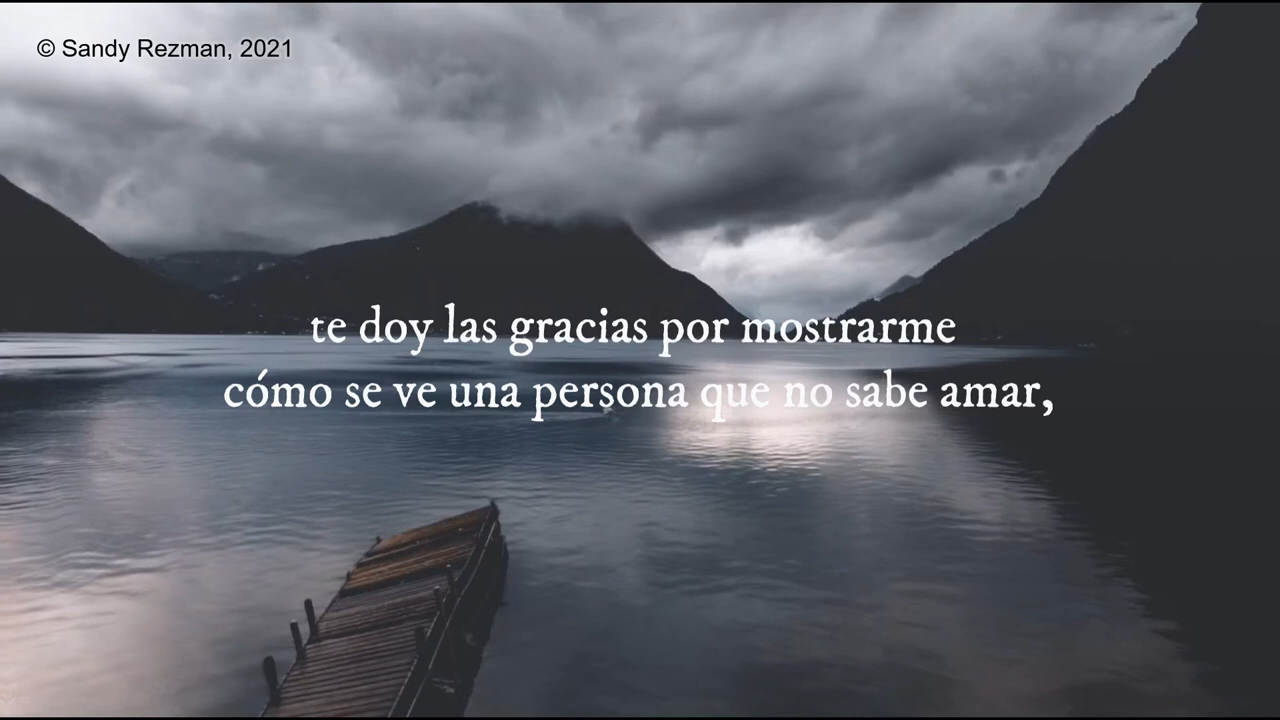 © Sandy Rezman, 2021
te doy las gracias por mostrarme
cómo se ve una persona que no sabe amar,